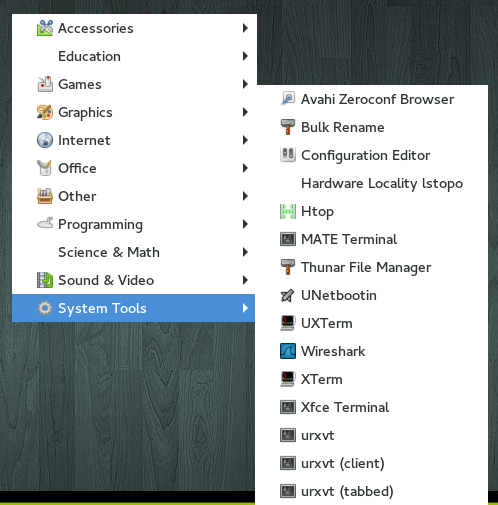 Accessories
Education
Games
Graphics
Internet
Office
Other
Programming
Science & Math
Sound & Video
System Tools
Avahi Zeroconf Browser
Bulk Rename
Configuration Editor
Hardware Locality lstopo
Htop
MATE Terminal
Thunar File Manager
UNetbootin
UXTerm
Wireshark
XTerm
Xfce Terminal
urxvt
urxvt (client)
urxvt (tabbed)